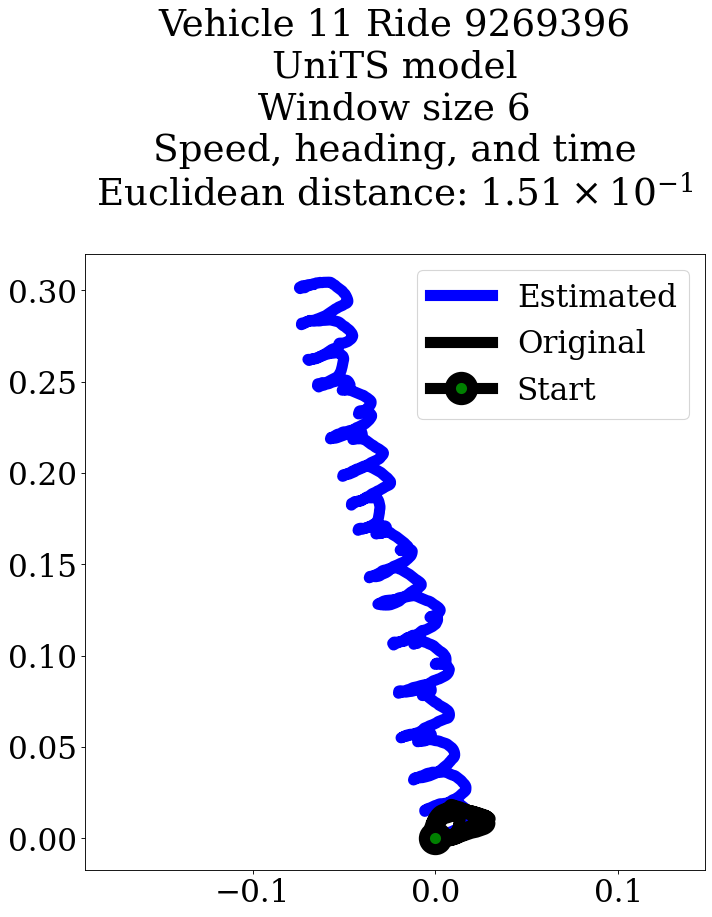 Vehicle 11 Ride 9269396
UniTS model
Window size 6
Speed, heading, and time
Euclidean distance: 1.51 × 10⁻¹
Estimated
Original
Start
0.30
0.25
0.20
0.15
0.10
0.05
0.00
−0.1
0.0
0.1